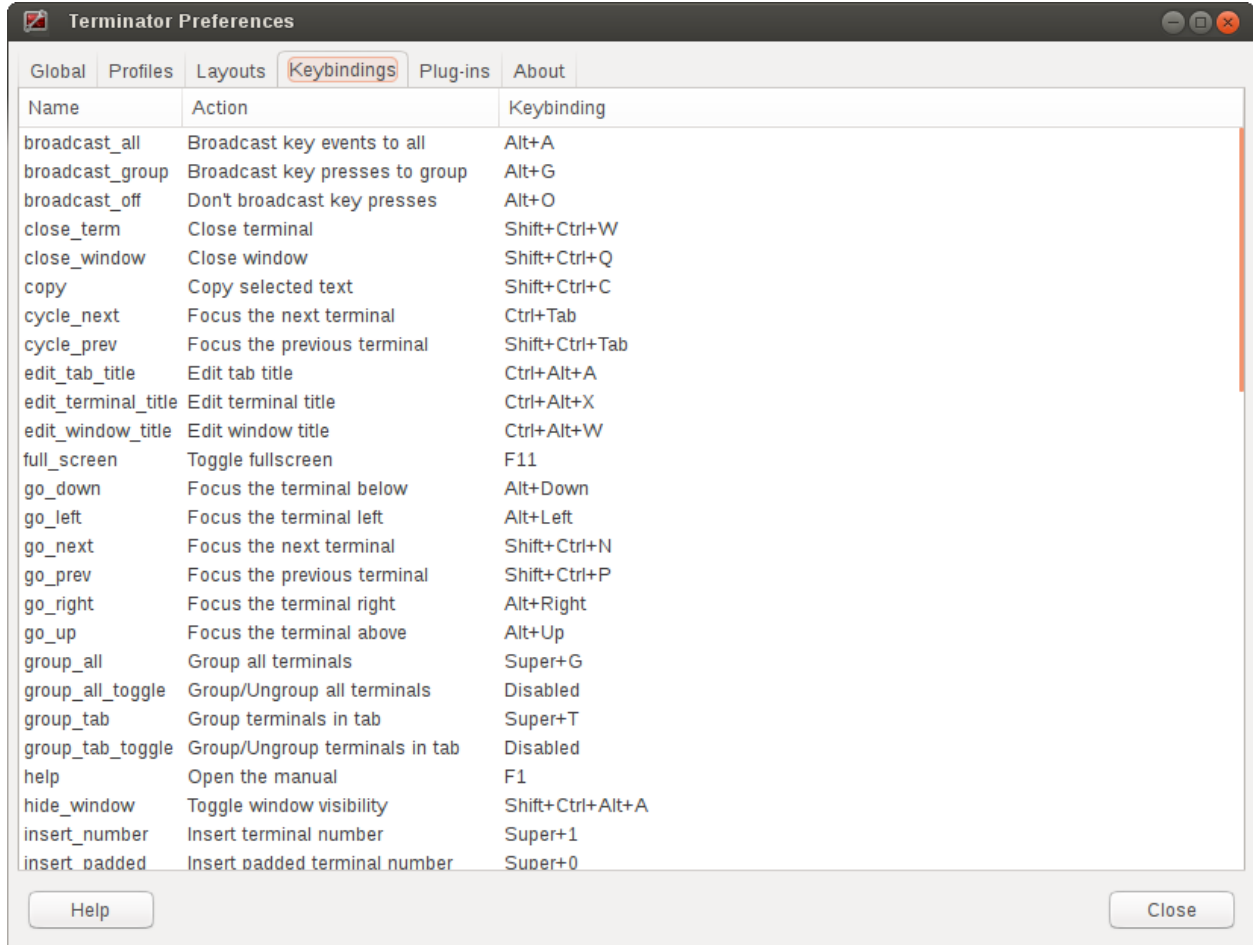 Terminator Preferences
Global Profiles Layouts Keybindings Plug-ins About
Name Action Keybinding
broadcast_all Broadcast key events to all Alt+A
broadcast_group Broadcast key presses to group Alt+G
broadcast_off Don't broadcast key presses Alt+O
close_term Close terminal Shift+Ctrl+W
close_window Close window Shift+Ctrl+Q
copy Copy selected text Shift+Ctrl+C
cycle_next Focus the next terminal Ctrl+Tab
cycle_prev Focus the previous terminal Shift+Ctrl+Tab
edit_tab_title Edit tab title Ctrl+Alt+A
edit_terminal_title Edit terminal title Ctrl+Alt+X
edit_window_title Edit window title Ctrl+Alt+W
full_screen Toggle fullscreen F11
go_down Focus the terminal below Alt+Down
go_left Focus the terminal left Alt+Left
go_next Focus the next terminal Shift+Ctrl+N
go_prev Focus the previous terminal Shift+Ctrl+P
go_right Focus the terminal right Alt+Right
go_up Focus the terminal above Alt+Up
group_all Group all terminals Super+G
group_all_toggle Group/Ungroup all terminals Disabled
group_tab Group terminals in tab Super+T
group_tab_toggle Group/Ungroup terminals in tab Disabled
help Open the manual F1
hide_window Toggle window visibility Shift+Ctrl+Alt+A
insert_number Insert terminal number Super+1
insert_padded Insert padded terminal number Super+0
Help Close